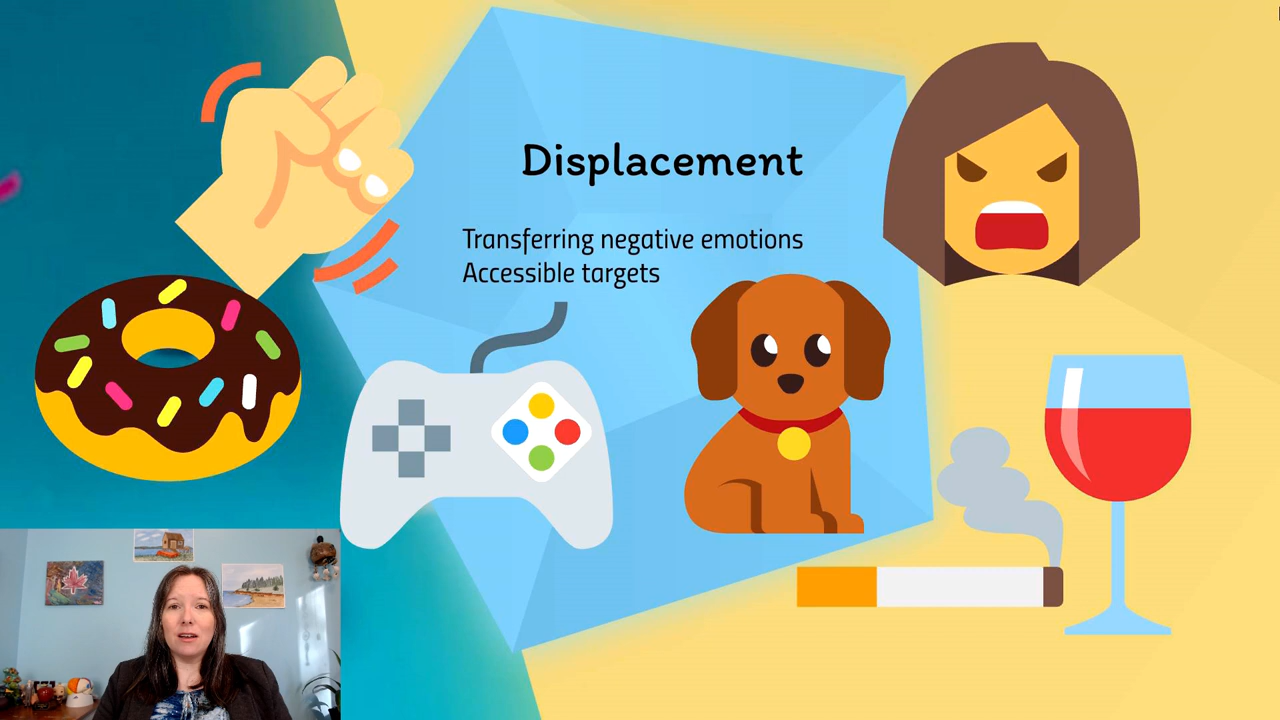 Displacement
Transferring negative emotions
Accessible targets